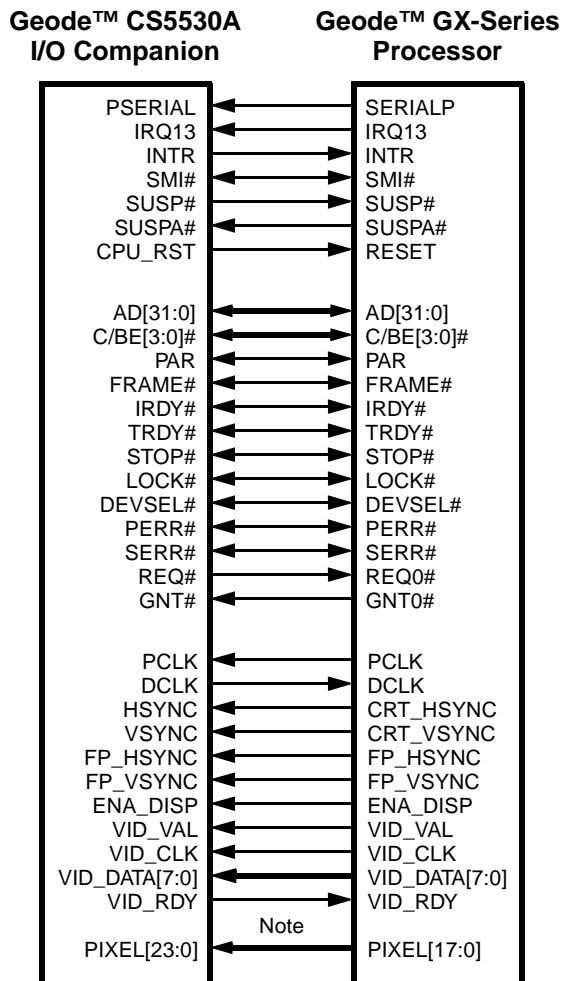 Geode™ CS5530A I/O Companion
Geode™ GX-Series Processor
PSERIAL SERIALP
IRQ13 IRQ13
INTR INTR
SMI# SMI#
SUSP# SUSP#
SUSPA# SUSPA#
CPU_RST RESET
AD[31:0] AD[31:0]
C/BE[3:0]# C/BE[3:0]#
PAR PAR
FRAME# FRAME#
IRDY# IRDY#
TRDY# TRDY#
STOP# STOP#
LOCK# LOCK#
DEVSEL# DEVSEL#
PERR# PERR#
SERR# SERR#
REQ# REQ0#
GNT# GNT0#
PCLK PCLK
DCLK DCLK
HSYNC CRT_HSYNC
VSYNC CRT_VSYNC
FP_HSYNC FP_HSYNC
FP_VSYNC FP_VSYNC
ENA_DISP ENA_DISP
VID_VAL VID_VAL
VID_CLK VID_CLK
VID_DATA[7:0] VID_DATA[7:0]
VID_RDY VID_RDY
Note
PIXEL[23:0] PIXEL[17:0]